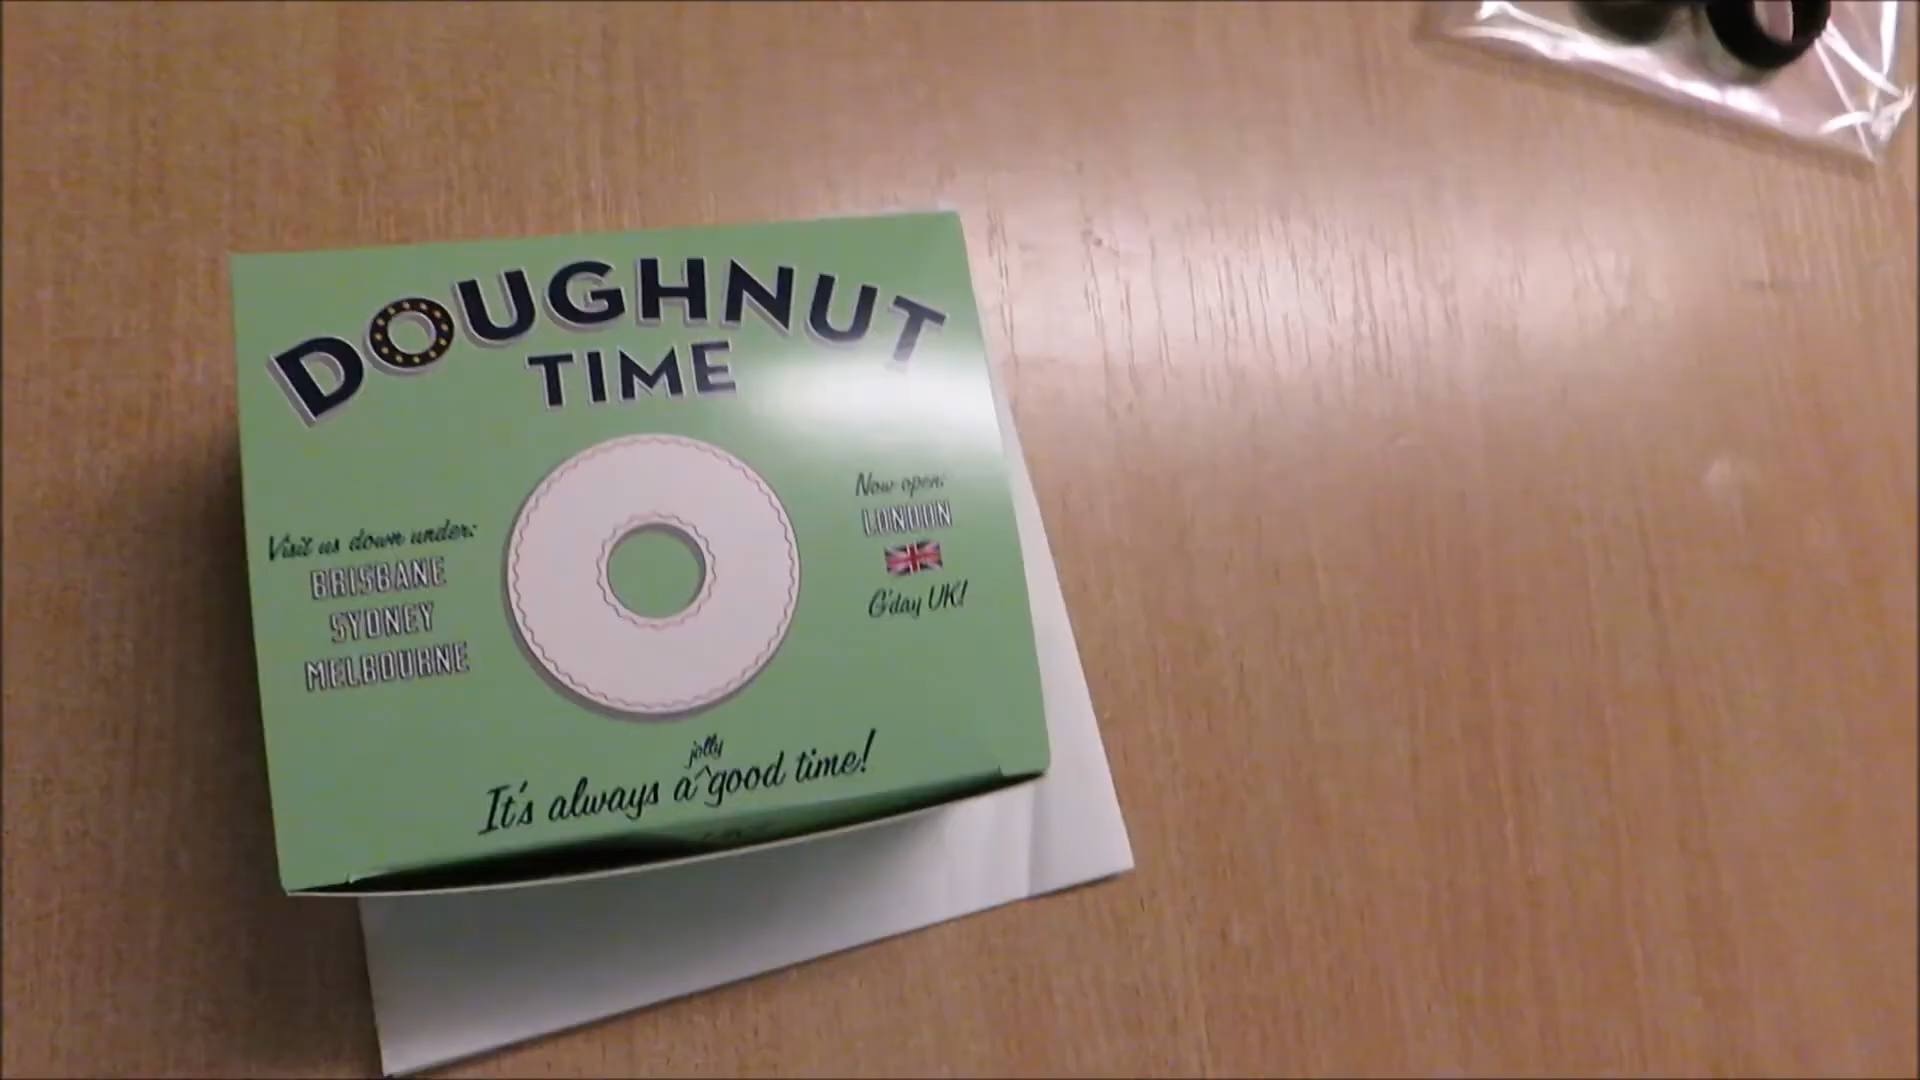 DOUGHNUT
TIME
Visit us down under:
BRISBANE
SYDNEY
MELBOURNE
Now open:
LONDON
G'day UK!
jolly
It's always a ^ good time!